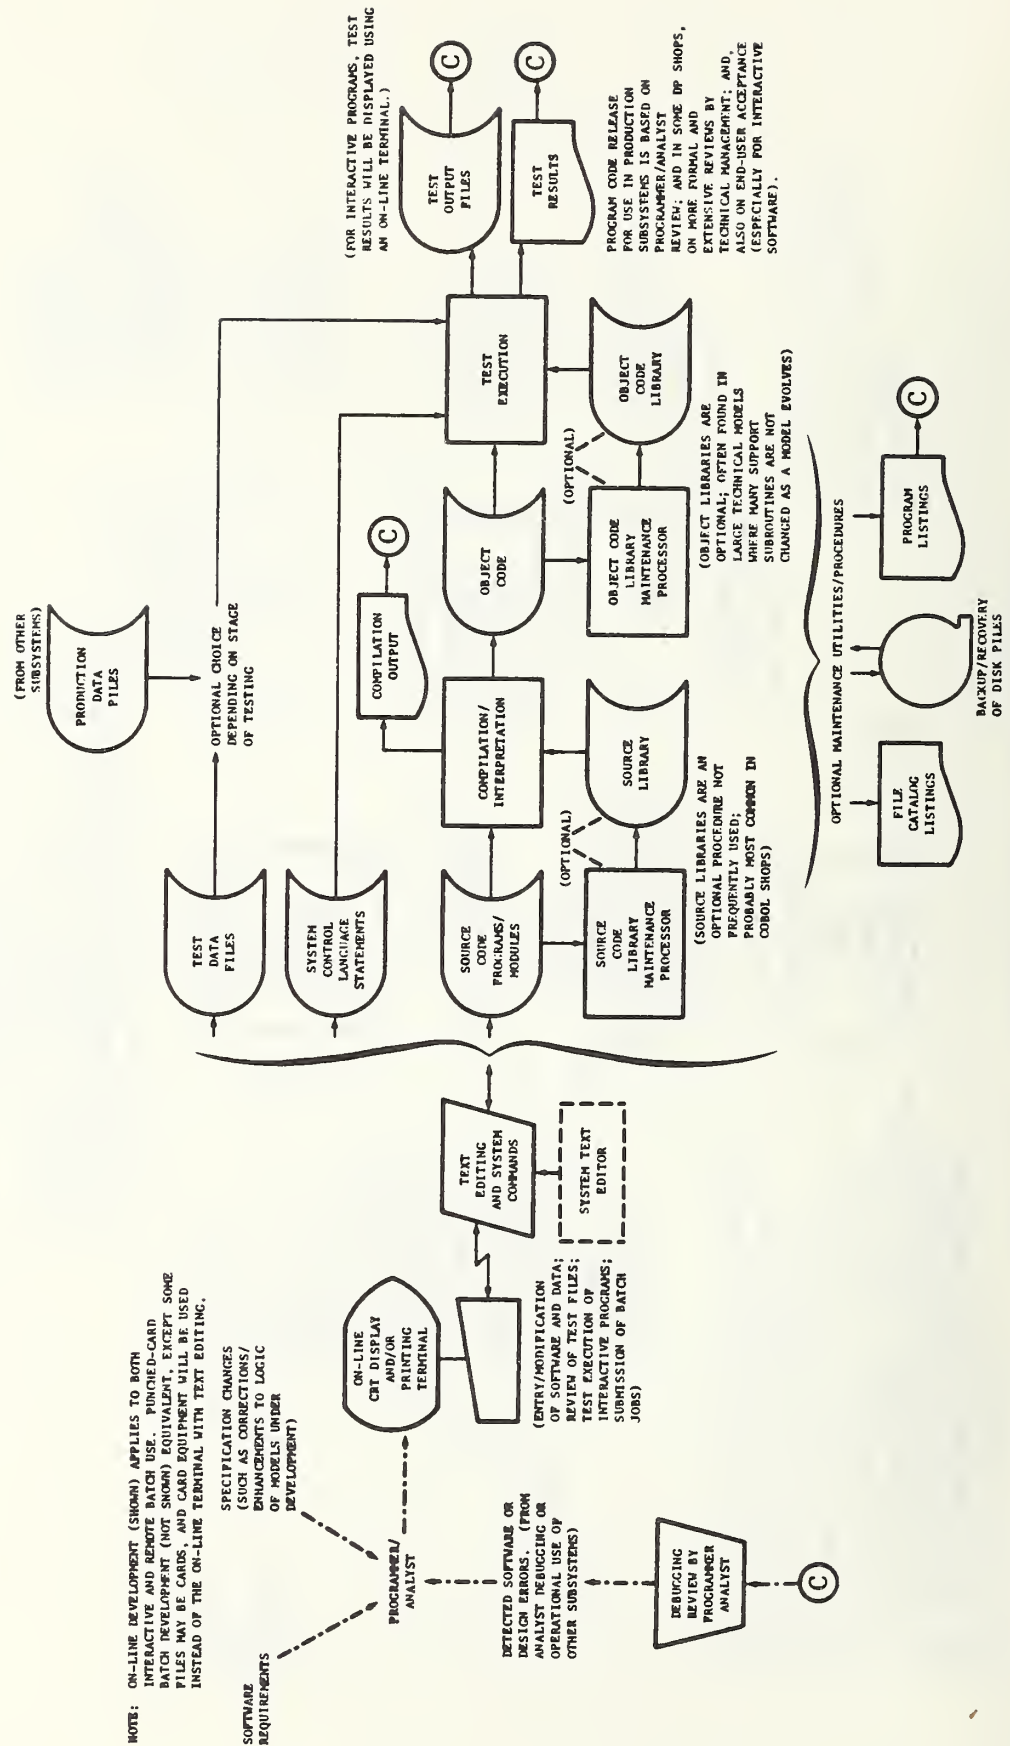 NOTE: ON-LINE DEVELOPMENT (SHOWN) APPLIES TO BOTH
INTERACTIVE AND REMOTE BATCH USE. PUNCHED-CARD
BATCH DEVELOPMENT (NOT SHOWN) EQUIVALENT, EXCEPT SOME
FILES MAY BE CARDS, AND CARD EQUIPMENT WILL BE USED
INSTEAD OF THE ON-LINE TERMINAL WITH TEXT EDITING.
SOFTWARE
REQUIREMENTS
SPECIFICATION CHANGES
(SUCH AS CORRECTIONS/
ENHANCEMENTS TO LOGIC
OF MODELS UNDER
DEVELOPMENT)
PROGRAMMER/
ANALYST
DETECTED SOFTWARE OR
DESIGN ERRORS. (FROM
ANALYST DEBUGGING OR
OPERATIONAL USE OF
OTHER SUBSYSTEMS)
DEBUGGING
REVIEW BY
PROGRAMMER
ANALYST
C
ON-LINE
CRT DISPLAY
AND/OR
PRINTING
TERMINAL
(ENTRY/MODIFICATION
OF SOFTWARE AND DATA;
REVIEW OF TEST FILES;
TEST EXECUTION OF
INTERACTIVE PROGRAMS;
SUBMISSION OF BATCH
JOBS)
TEXT
EDITING
AND SYSTEM
COMMANDS
SYSTEM TEXT
EDITOR
TEST
DATA
FILES
SYSTEM
CONTROL
LANGUAGE
STATEMENTS
SOURCE
CODE
PROGRAMS/
MODULES
SOURCE
CODE
LIBRARY
MAINTENANCE
PROCESSOR
(OPTIONAL)
SOURCE
LIBRARY
(SOURCE LIBRARIES ARE AN
OPTIONAL PROCEDURE NOT
FREQUENTLY USED;
PROBABLY MOST COMMON IN
COBOL SHOPS)
(FROM OTHER
SUBSYSTEMS)
PRODUCTION
DATA
FILES
OPTIONAL CHOICE
DEPENDING ON STAGE
OF TESTING
COMPILATION/
INTERPRETATION
COMPILATION
OUTPUT
C
OBJECT
CODE
OBJECT CODE
LIBRARY
MAINTENANCE
PROCESSOR
(OPTIONAL)
OBJECT
CODE
LIBRARY
(OBJECT LIBRARIES ARE
OPTIONAL; OFTEN FOUND IN
LARGE TECHNICAL MODELS
WHERE MANY SUPPORT
SUBROUTINES ARE NOT
CHANGED AS A MODEL EVOLVES)
TEST
EXECUTION
(FOR INTERACTIVE PROGRAMS, TEST
RESULTS WILL BE DISPLAYED USING
AN ON-LINE TERMINAL.)
TEST
OUTPUT
FILES
C
TEST
RESULTS
C
PROGRAM CODE RELEASE
FOR USE IN PRODUCTION
SUBSYSTEMS IS BASED ON
PROGRAMMER/ANALYST
REVIEW; AND IN SOME DP SHOPS,
ON MORE FORMAL AND
EXTENSIVE REVIEWS BY
TECHNICAL MANAGEMENT; AND,
ALSO ON END-USER ACCEPTANCE
(ESPECIALLY FOR INTERACTIVE
SOFTWARE).
OPTIONAL MAINTENANCE UTILITIES/PROCEDURES
FILE
CATALOG
LISTINGS
BACKUP/RECOVERY
OF DISK FILES
PROGRAM
LISTINGS
C